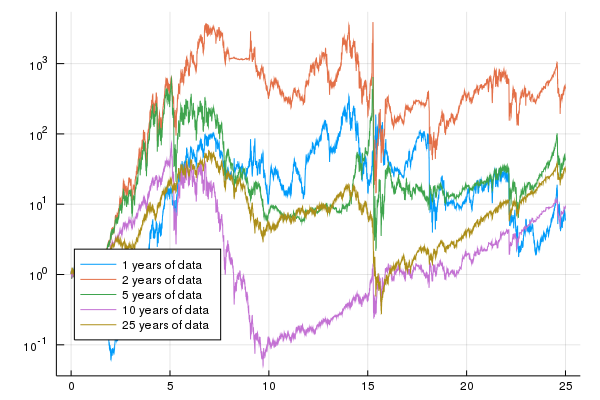 10³
10²
10¹
10⁰
10⁻¹
1 years of data
2 years of data
5 years of data
10 years of data
25 years of data
0 5 10 15 20 25